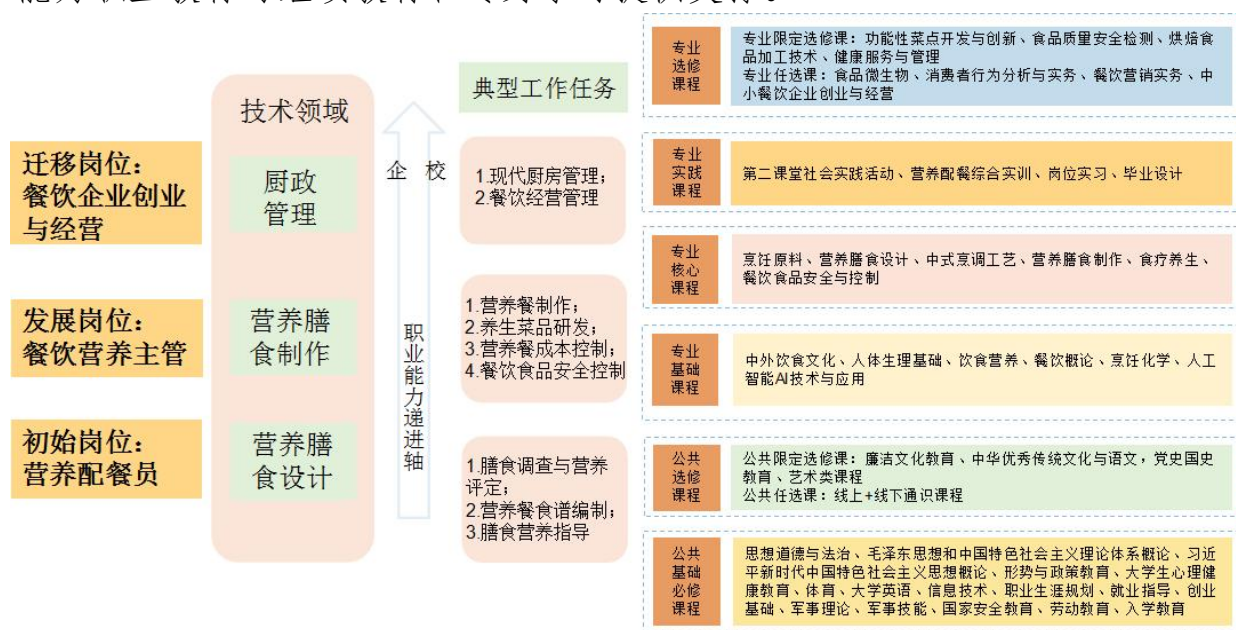 技术领域
迁移岗位：
餐饮企业创业
与经营
厨政
管理
发展岗位：
餐饮营养主管
营养膳
食制作
初始岗位：
营养配餐员
营养膳
食设计
企 校
职业能力递进轴
典型工作任务
1.现代厨房管理；
2.餐饮经营管理
1.营养餐制作；
2.养生菜品研发；
3.营养餐成本控制；
4.餐饮食品安全控制
1.膳食调查与营养
评定；
2.营养餐食谱编制；
3.膳食营养指导
专业
选修
课程
专业限定选修课：功能性菜点开发与创新、食品质量安全检测、烘焙食
品加工技术、健康服务与管理
专业任选课：食品微生物、消费者行为分析与实务、餐饮营销实务、中
小餐饮企业创业与经营
专业
实践
课程
第二课堂社会实践活动、营养配餐综合实训、岗位实习、毕业设计
专业
核心
课程
烹饪原料、营养膳食设计、中式烹调工艺、营养膳食制作、食疗养生、
餐饮食品安全与控制
专业
基础
课程
中外饮食文化、人体生理基础、饮食营养、餐饮概论、烹饪化学、人工
智能AI技术与应用
公共
选修
课程
公共限定选修课：廉洁文化教育、中华优秀传统文化与语文，党史国史
教育、艺术类课程
公共任选课：线上+线下通识课程
公共
基础
必修
课程
思想道德与法治、毛泽东思想和中国特色社会主义理论体系概论、习近
平新时代中国特色社会主义思想概论、形势与政策教育、大学生心理健
康教育、体育、大学英语、信息技术、职业生涯规划、就业指导、创业
基础、军事理论、军事技能、国家安全教育、劳动教育、入学教育